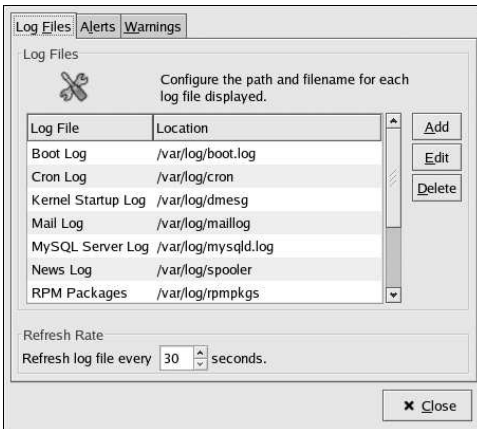 Log Files Alerts Warnings
Log Files
Configure the path and filename for each
log file displayed.
Log File Location
Boot Log /var/log/boot.log
Cron Log /var/log/cron
Kernel Startup Log /var/log/dmesg
Mail Log /var/log/maillog
MySQL Server Log /var/log/mysqld.log
News Log /var/log/spooler
RPM Packages /var/log/rpmpkgs
Add
Edit
Delete
Refresh Rate
Refresh log file every 30 seconds.
Close